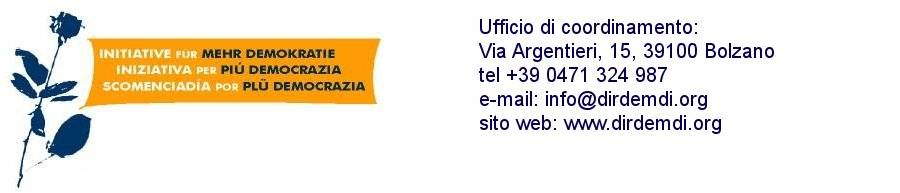 INITIATIVE FÜR MEHR DEMOKRATIE
INIZIATIVA PER PIÚ DEMOCRAZIA
SCOMENCIADÍA POR PLÜ DEMOCRAZIA
Ufficio di coordinamento:
Via Argentieri, 15, 39100 Bolzano
tel +39 0471 324 987
e-mail: info@dirdemdi.org
sito web: www.dirdemdi.org